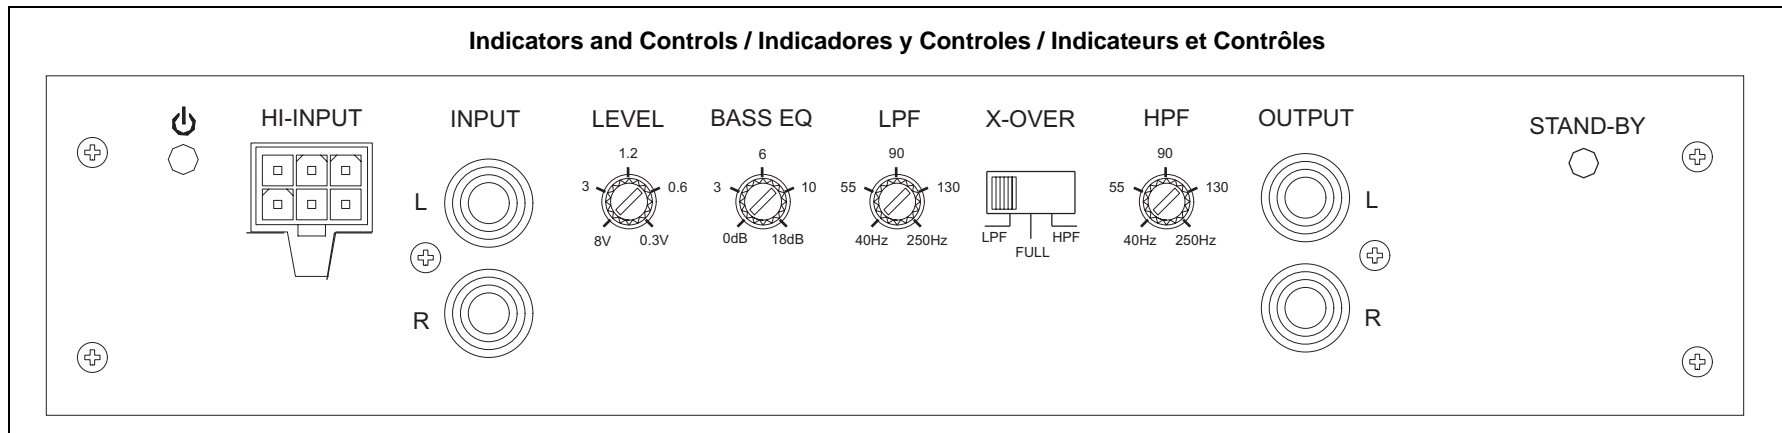 Indicators and Controls / Indicadores y Controles / Indicateurs et Contrôles
HI-INPUT INPUT LEVEL BASS EQ LPF X-OVER HPF OUTPUT STAND-BY
1.2 6 90 90
3 0.6 3 10 55 130 55 130
L L
8V 0.3V 0dB 18dB 40Hz 250Hz LPF HPF 40Hz 250Hz
FULL
R R